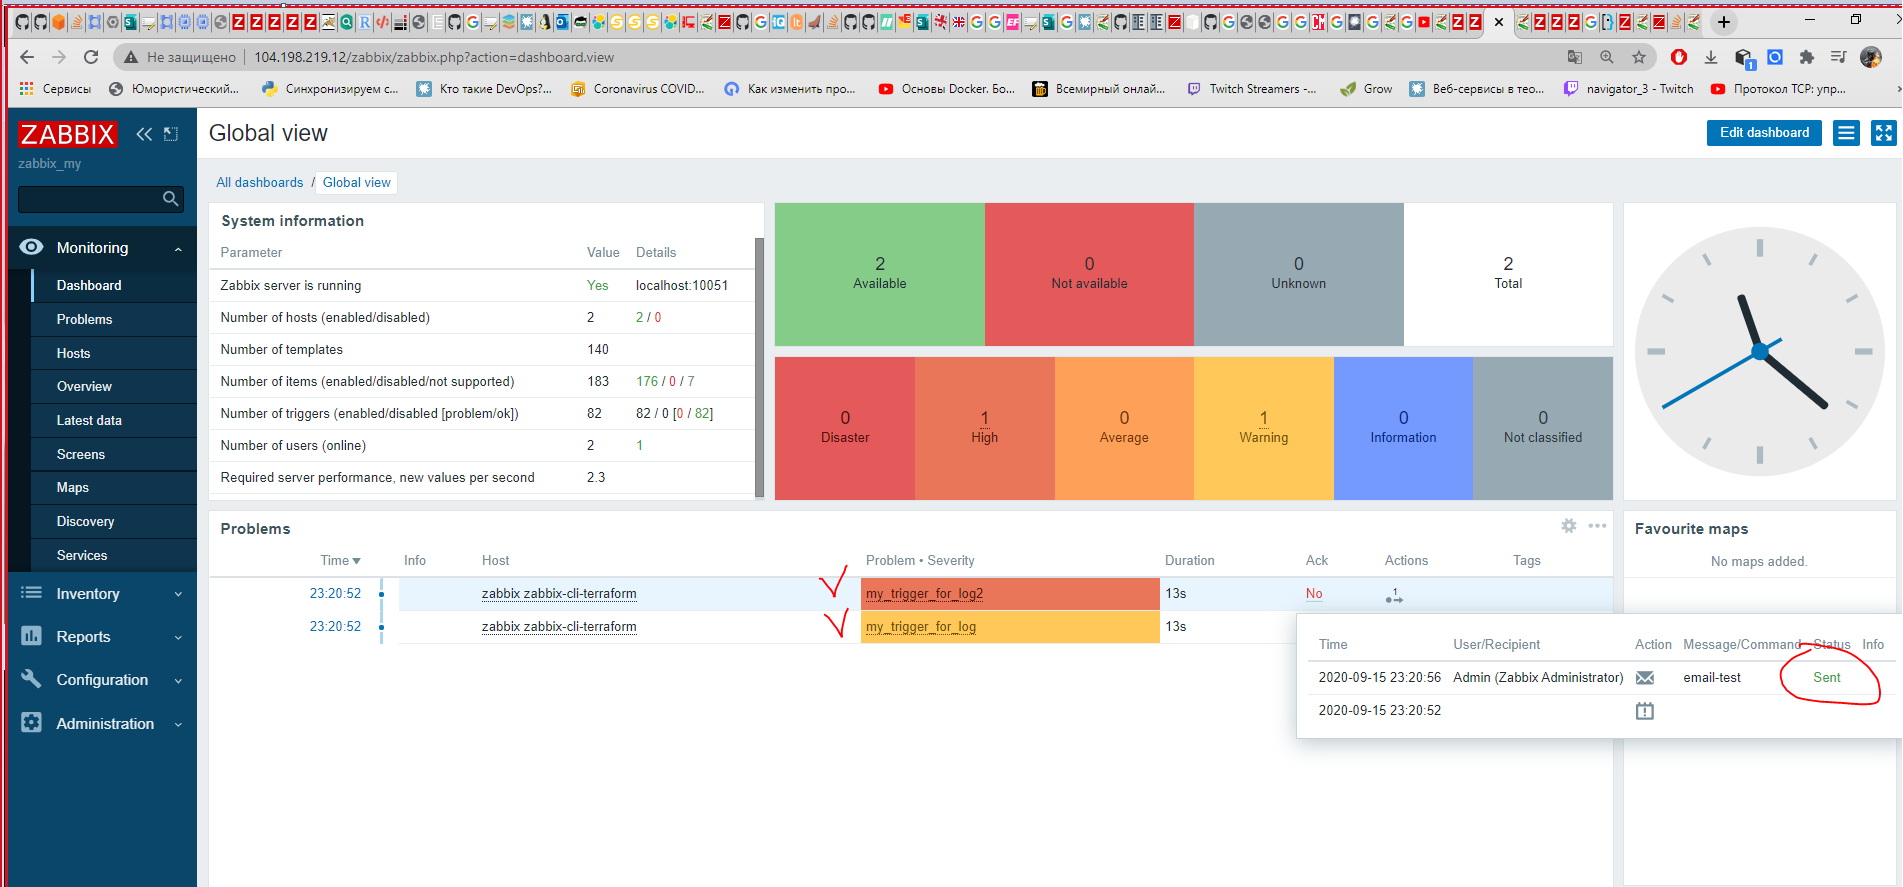 Не защищено 104.198.219.12/zabbix/zabbix.php?action=dashboard.view
1
Сервисы Юмористический... Синхронизируем с... Кто такие DevOps?... Coronavirus COVID... Как изменить про... Основы Docker. Бо... Всемирный онлай... Twitch Streamers -... Grow Веб-сервисы в тео... navigator_3 - Twitch Протокол TCP: упр...
ZABBIX
zabbix_my
Global view
Edit dashboard
All dashboards / Global view
Monitoring
Dashboard
Problems
Hosts
Overview
Latest data
Screens
Maps
Discovery
Services
Inventory
Reports
Configuration
Administration
System information
Parameter Value Details
Zabbix server is running Yes localhost:10051
Number of hosts (enabled/disabled) 2 2 / 0
Number of templates 140
Number of items (enabled/disabled/not supported) 183 176 / 0 / 7
Number of triggers (enabled/disabled [problem/ok]) 82 82 / 0 [0 / 82]
Number of users (online) 2 1
Required server performance, new values per second 2.3
2 0 0 2
Available Not available Unknown Total
0 1 0 1 0 0
Disaster High Average Warning Information Not classified
Problems
Time Info Host Problem • Severity Duration Ack Actions Tags
23:20:52 zabbix zabbix-cli-terraform my_trigger_for_log2 13s No 1
23:20:52 zabbix zabbix-cli-terraform my_trigger_for_log 13s
Favourite maps
No maps added.
Time User/Recipient Action Message/Command Status Info
2020-09-15 23:20:56 Admin (Zabbix Administrator) email-test Sent
2020-09-15 23:20:52